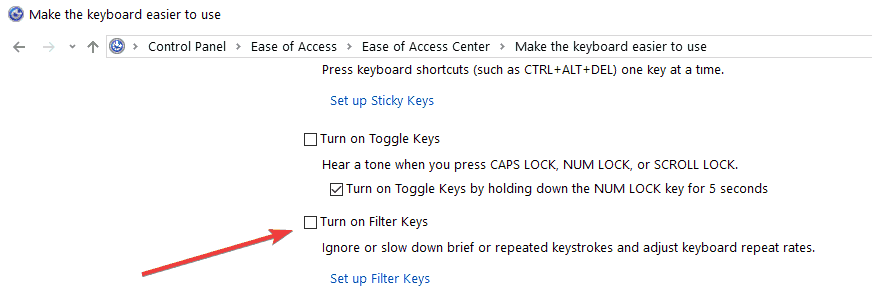 Make the keyboard easier to use
Control Panel > Ease of Access > Ease of Access Center > Make the keyboard easier to use
Press keyboard shortcuts (such as CTRL+ALT+DEL) one key at a time.
Set up Sticky Keys
Turn on Toggle Keys
Hear a tone when you press CAPS LOCK, NUM LOCK, or SCROLL LOCK.
Turn on Toggle Keys by holding down the NUM LOCK key for 5 seconds
Turn on Filter Keys
Ignore or slow down brief or repeated keystrokes and adjust keyboard repeat rates.
Set up Filter Keys